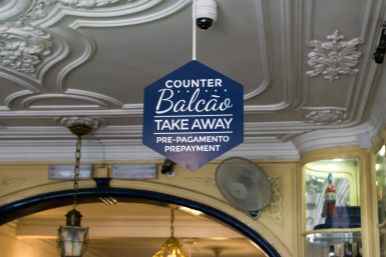 COUNTER
Balcão
TAKE AWAY
PRE-PAGAMENTO
PREPAYMENT